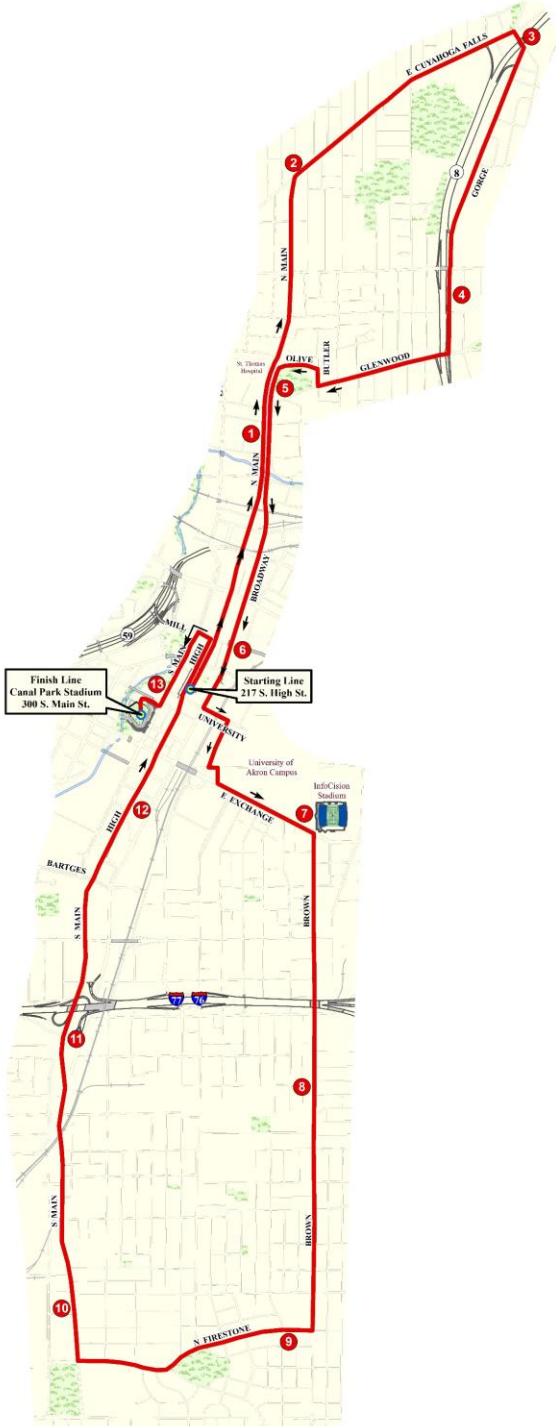 3
E CUYAHOGA FALLS
2
8
GORGE
N MAIN
4
OLIVE
BUTLER
GLENWOOD
St. Thomas
Hospital
5
1
N MAIN
BROADWAY
MILL
59
S MAIN
HIGH
6
13
Finish Line
Canal Park Stadium
300 S. Main St.
Starting Line
217 S. High St.
UNIVERSITY
University of
Akron Campus
InfoCision
Stadium
E EXCHANGE
7
12
HIGH
BARTGES
S MAIN
BROWN
77
76
11
8
S MAIN
BROWN
10
N FIRESTONE
9